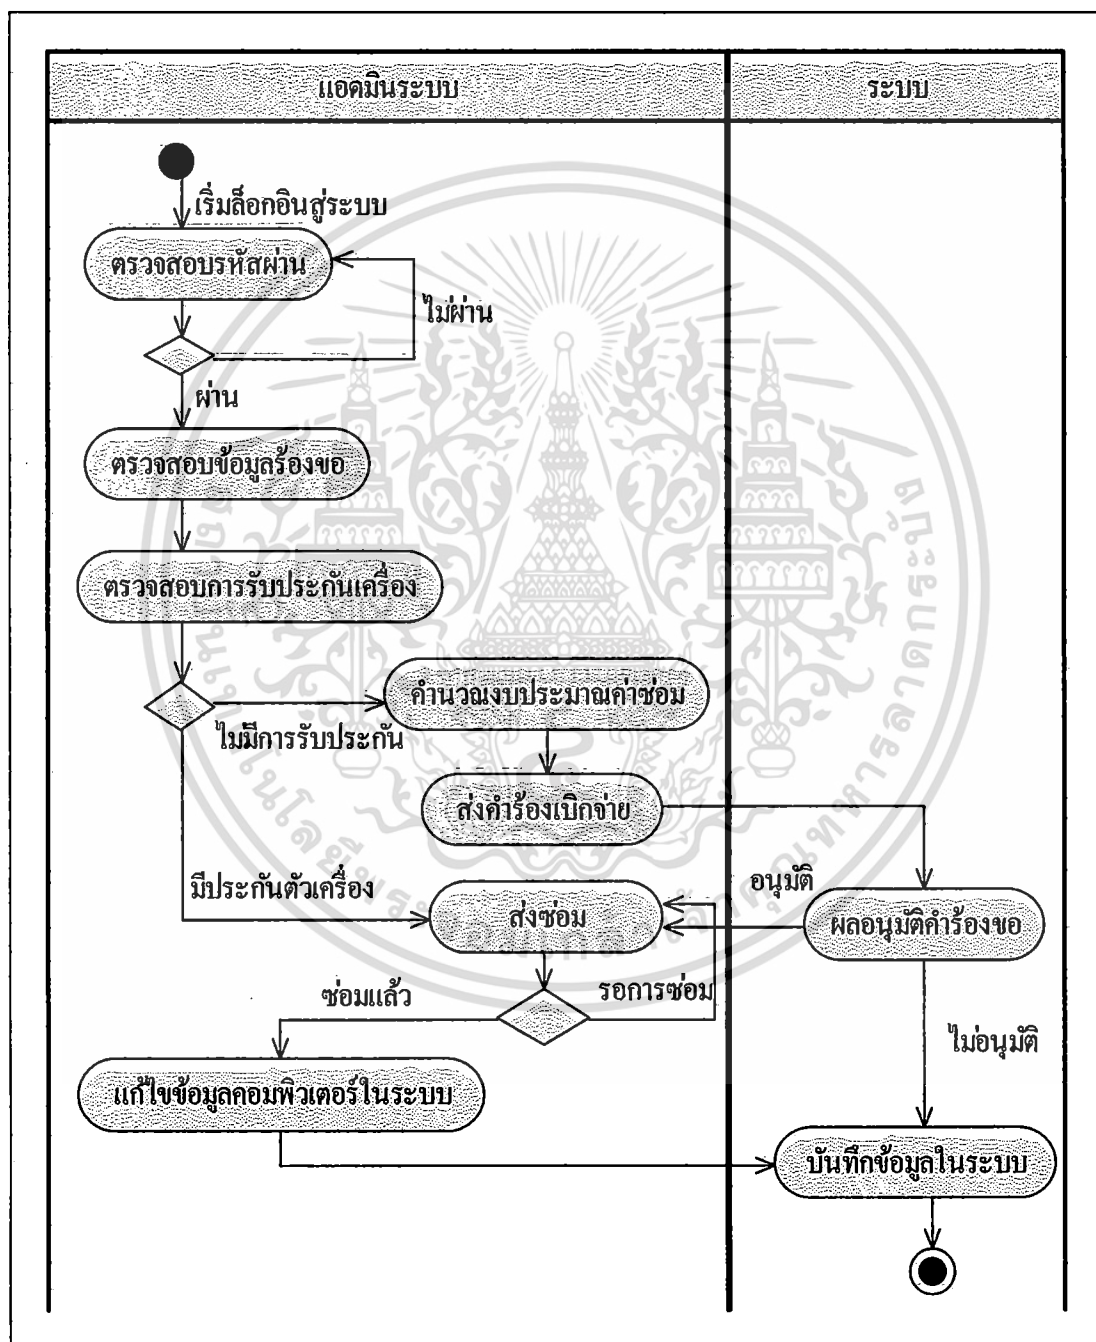 แอดมินระบบ
ระบบ
เริ่มล็อกอินสู่ระบบ
ตรวจสอบรหัสผ่าน
ไม่ผ่าน
ผ่าน
ตรวจสอบข้อมูลร้องขอ
ตรวจสอบการรับประกันเครื่อง
คำนวณงบประมาณค่าซ่อม
ไม่มีการรับประกัน
ส่งคำร้องเบิกจ่าย
มีประกันตัวเครื่อง
อนุมัติ
ส่งซ่อม
ผลอนุมัติคำร้องขอ
ซ่อมแล้ว
รอการซ่อม
ไม่อนุมัติ
แก้ไขข้อมูลคอมพิวเตอร์ในระบบ
บันทึกข้อมูลในระบบ